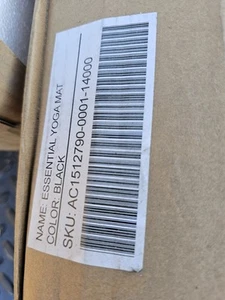 NAME: ESSENTIAL YOGA MAT
COLOR: BLACK
SKU: AC1512790-0001-14000